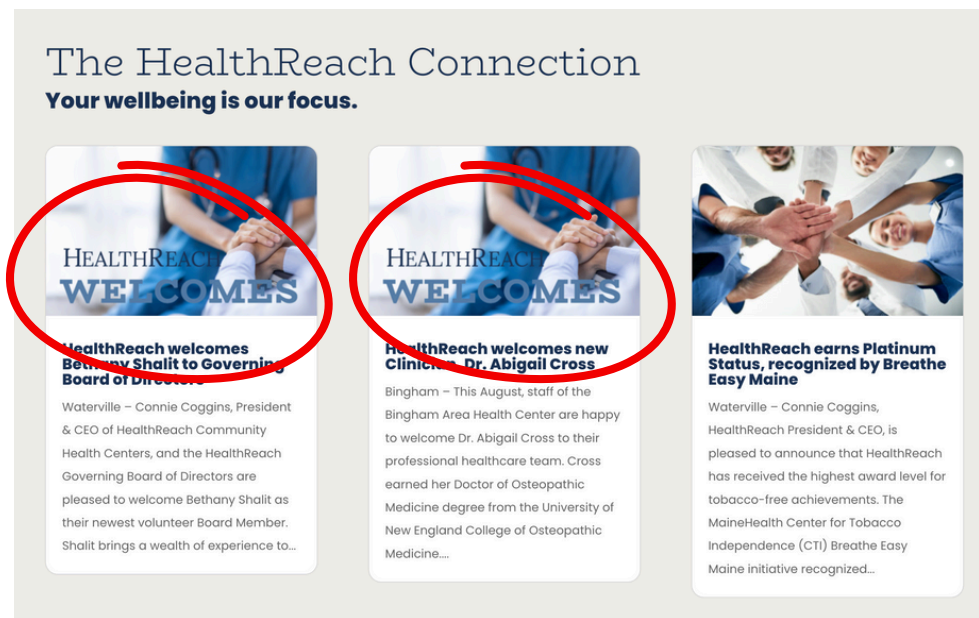 The HealthReach Connection
Your wellbeing is our focus.
HEALTHREACH
WELCOMES
HealthReach welcomes
Bethany Shalit to Governing
Board of Directors
Waterville – Connie Coggins, President
& CEO of HealthReach Community
Health Centers, and the HealthReach
Governing Board of Directors are
pleased to welcome Bethany Shalit as
their newest volunteer Board Member.
Shalit brings a wealth of experience to...
HEALTHREACH
WELCOMES
HealthReach welcomes new
Clinician, Dr. Abigail Cross
Bingham – This August, staff of the
Bingham Area Health Center are happy
to welcome Dr. Abigail Cross to their
professional healthcare team. Cross
earned her Doctor of Osteopathic
Medicine degree from the University of
New England College of Osteopathic
Medicine....
HealthReach earns Platinum
Status, recognized by Breathe
Easy Maine
Waterville – Connie Coggins,
HealthReach President & CEO, is
pleased to announce that HealthReach
has received the highest award level for
tobacco-free achievements. The
MaineHealth Center for Tobacco
Independence (CTI) Breathe Easy
Maine initiative recognized...